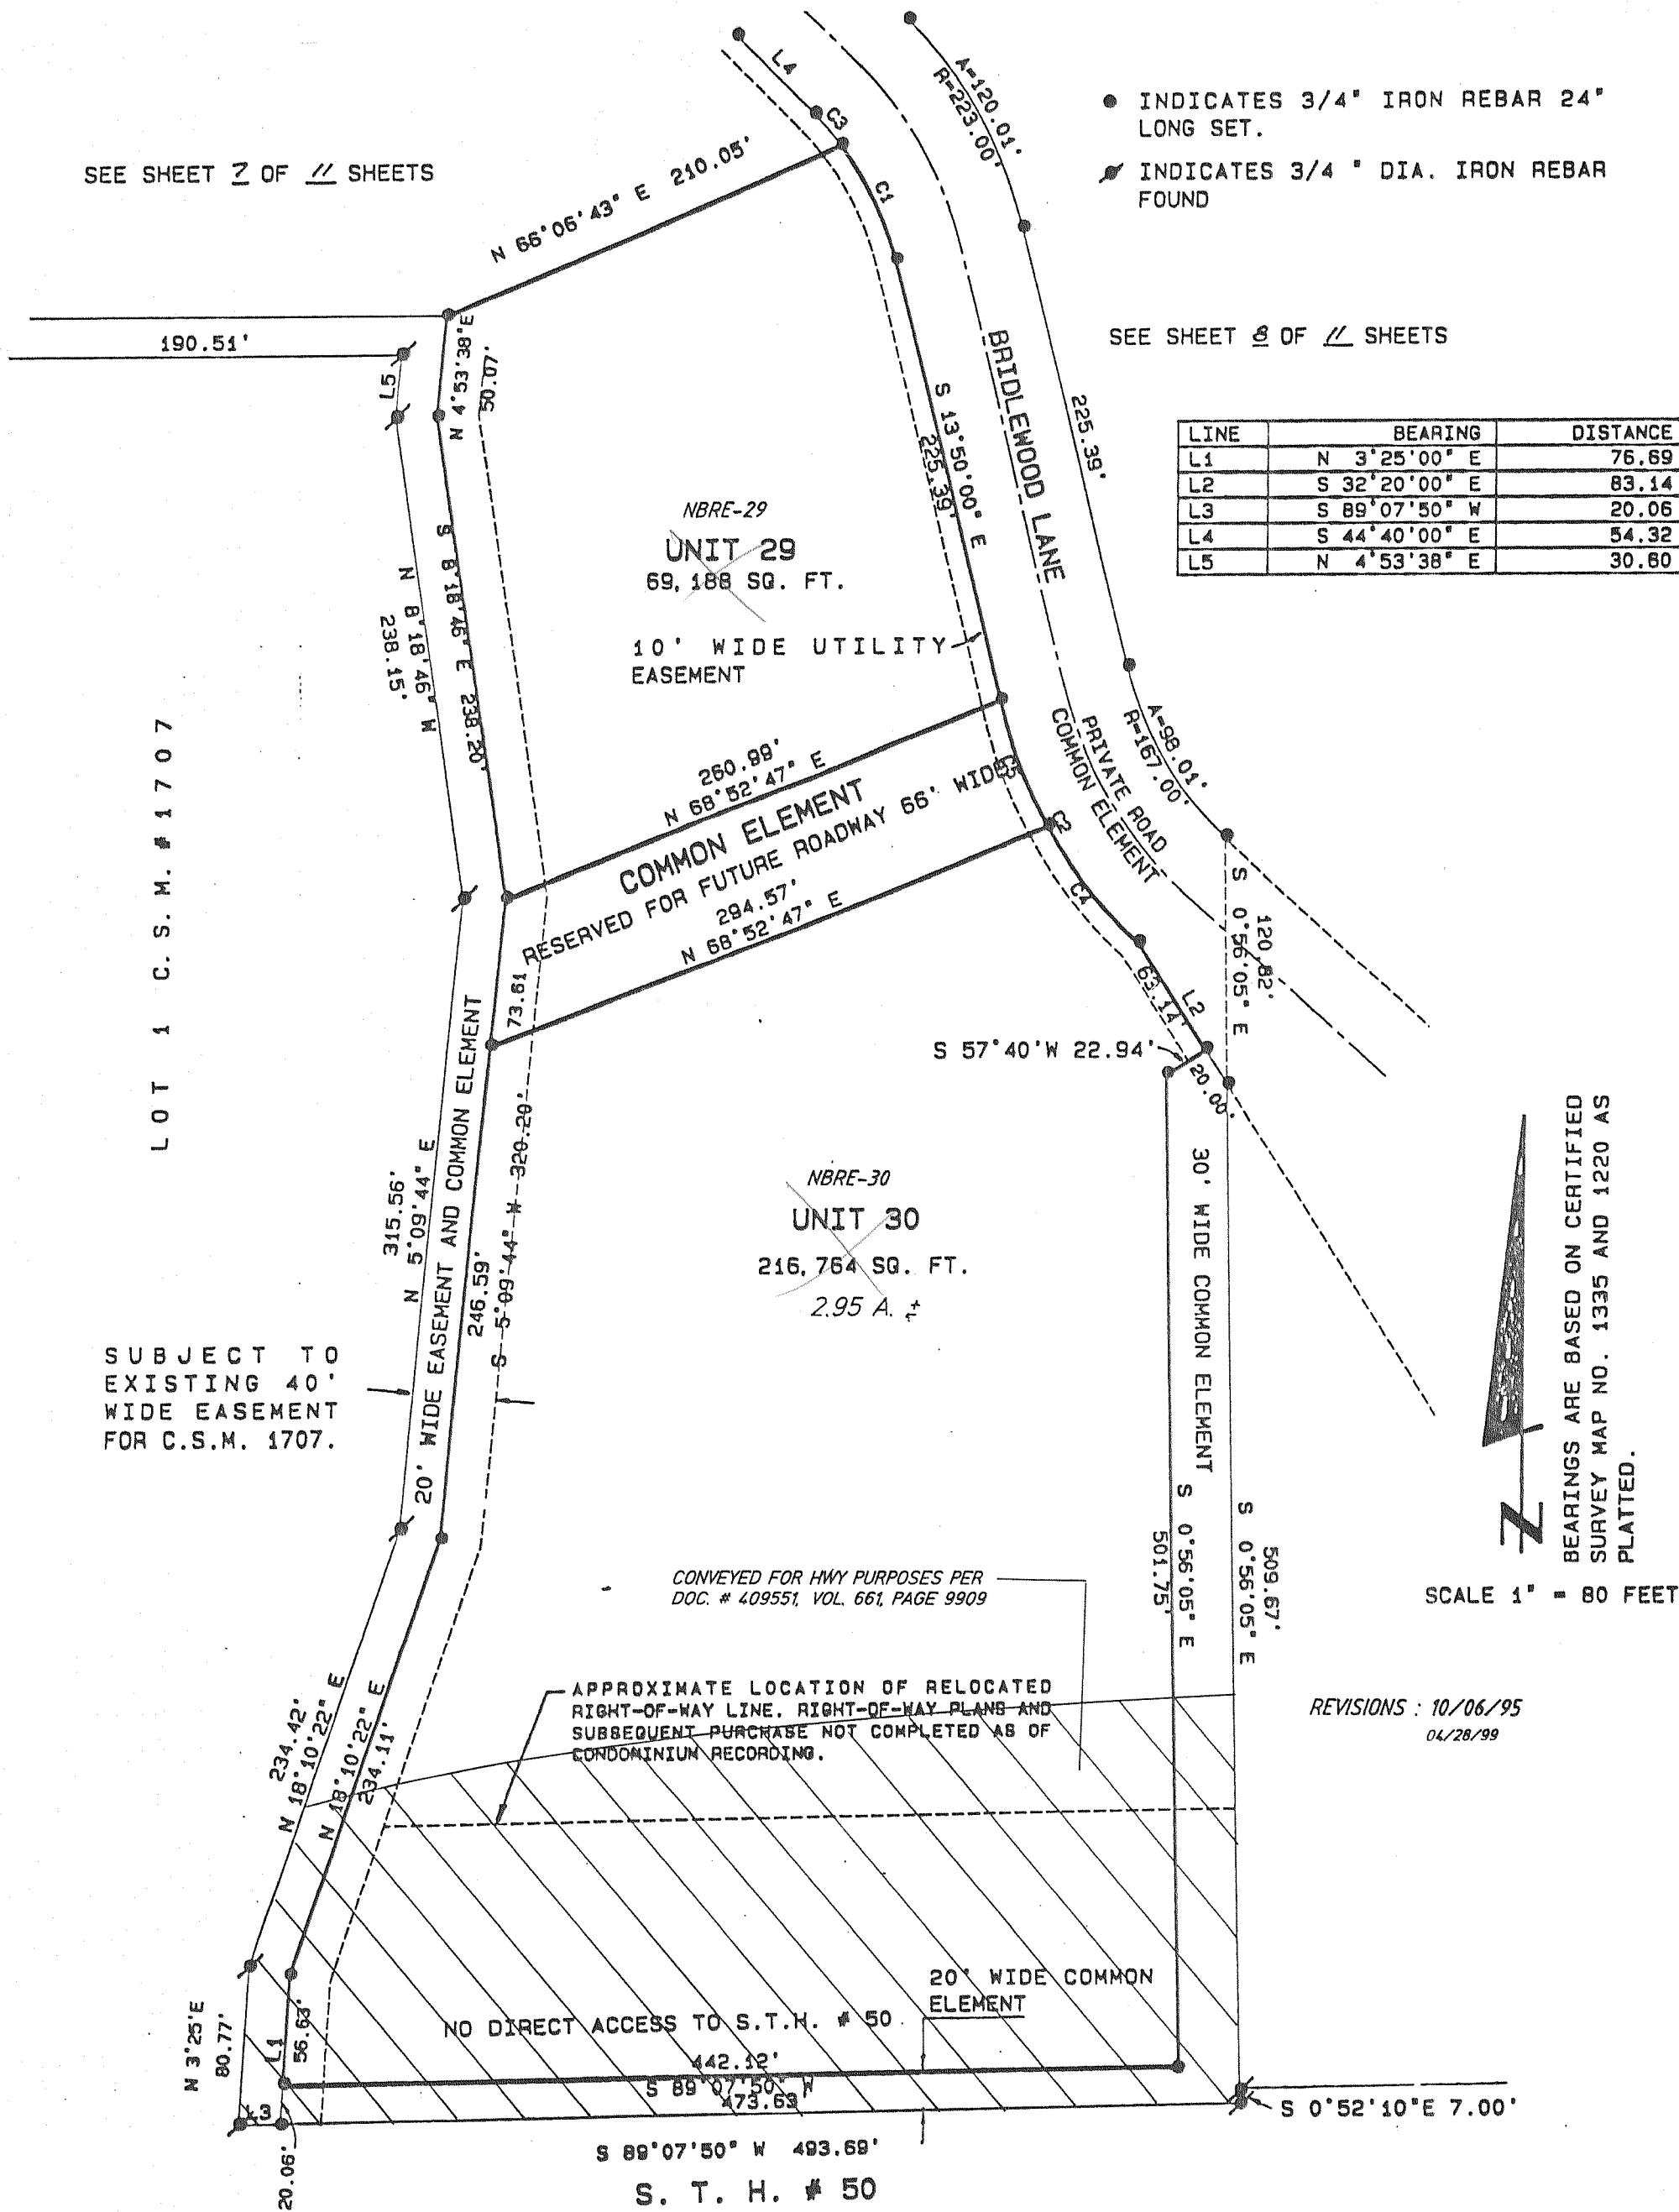 SEE SHEET 7 OF 11 SHEETS
N 66°06'43" E 210.05'
L4
C3
C1
A=120.01'
R=223.00'
● INDICATES 3/4" IRON REBAR 24"
LONG SET.
INDICATES 3/4 " DIA. IRON REBAR
FOUND
SEE SHEET 8 OF 11 SHEETS
190.51'
L5
N 4°53'38"E
50.07'
BRIDLEWOOD LANE
S 13°50'00" E
225.39'
225.39'
LINE BEARING DISTANCE
L1 N 3°25'00" E 76.69
L2 S 32°20'00" E 83.14
L3 S 89°07'50" W 20.06
L4 S 44°40'00" E 54.32
L5 N 4°53'38" E 30.60
NBRE-29
UNIT 29
69,188 SQ. FT.
10' WIDE UTILITY
EASEMENT
N 8°18'46" W
238.15'
S 8°18'46" E 238.20'
LOT 1 C.S.M. #1707
260.99'
N 68°52'47" E
COMMON ELEMENT
RESERVED FOR FUTURE ROADWAY 66' WIDE
294.57'
N 68°52'47" E
C2
C4
PRIVATE ROAD
COMMON ELEMENT
A=98.01'
R=167.00'
120.82'
S 0°56'05" E
73.61
L2
63.14'
S 57°40'W 22.94'
20.00'
NBRE-30
UNIT 30
216,764 SQ. FT.
2.95 A. ±
315.56'
N 5°09'44" E
20' WIDE EASEMENT AND COMMON ELEMENT
246.59'
S 5°09'44" W 320.20'
30' WIDE COMMON ELEMENT
SUBJECT TO
EXISTING 40'
WIDE EASEMENT
FOR C.S.M. 1707.
BEARINGS ARE BASED ON CERTIFIED
SURVEY MAP NO. 1335 AND 1220 AS
PLATTED.
N
SCALE 1" = 80 FEET
S 0°56'05" E
501.75'
S 0°56'05" E
509.67'
CONVEYED FOR HWY PURPOSES PER
DOC. # 409551, VOL. 661, PAGE 9909
APPROXIMATE LOCATION OF RELOCATED
RIGHT-OF-WAY LINE. RIGHT-OF-WAY PLANS AND
SUBSEQUENT PURCHASE NOT COMPLETED AS OF
CONDOMINIUM RECORDING.
REVISIONS : 10/06/95
04/28/99
234.42'
N 18°10'22" E
N 18°10'22" E
234.11'
20' WIDE COMMON
ELEMENT
NO DIRECT ACCESS TO S.T.H. # 50
N 3°25'E
80.77'
L1
56.63'
442.12'
S 89°07'50" W
473.63
L3
S 0°52'10"E 7.00'
20.06'
S 89°07'50" W 493.69'
S. T. H. # 50